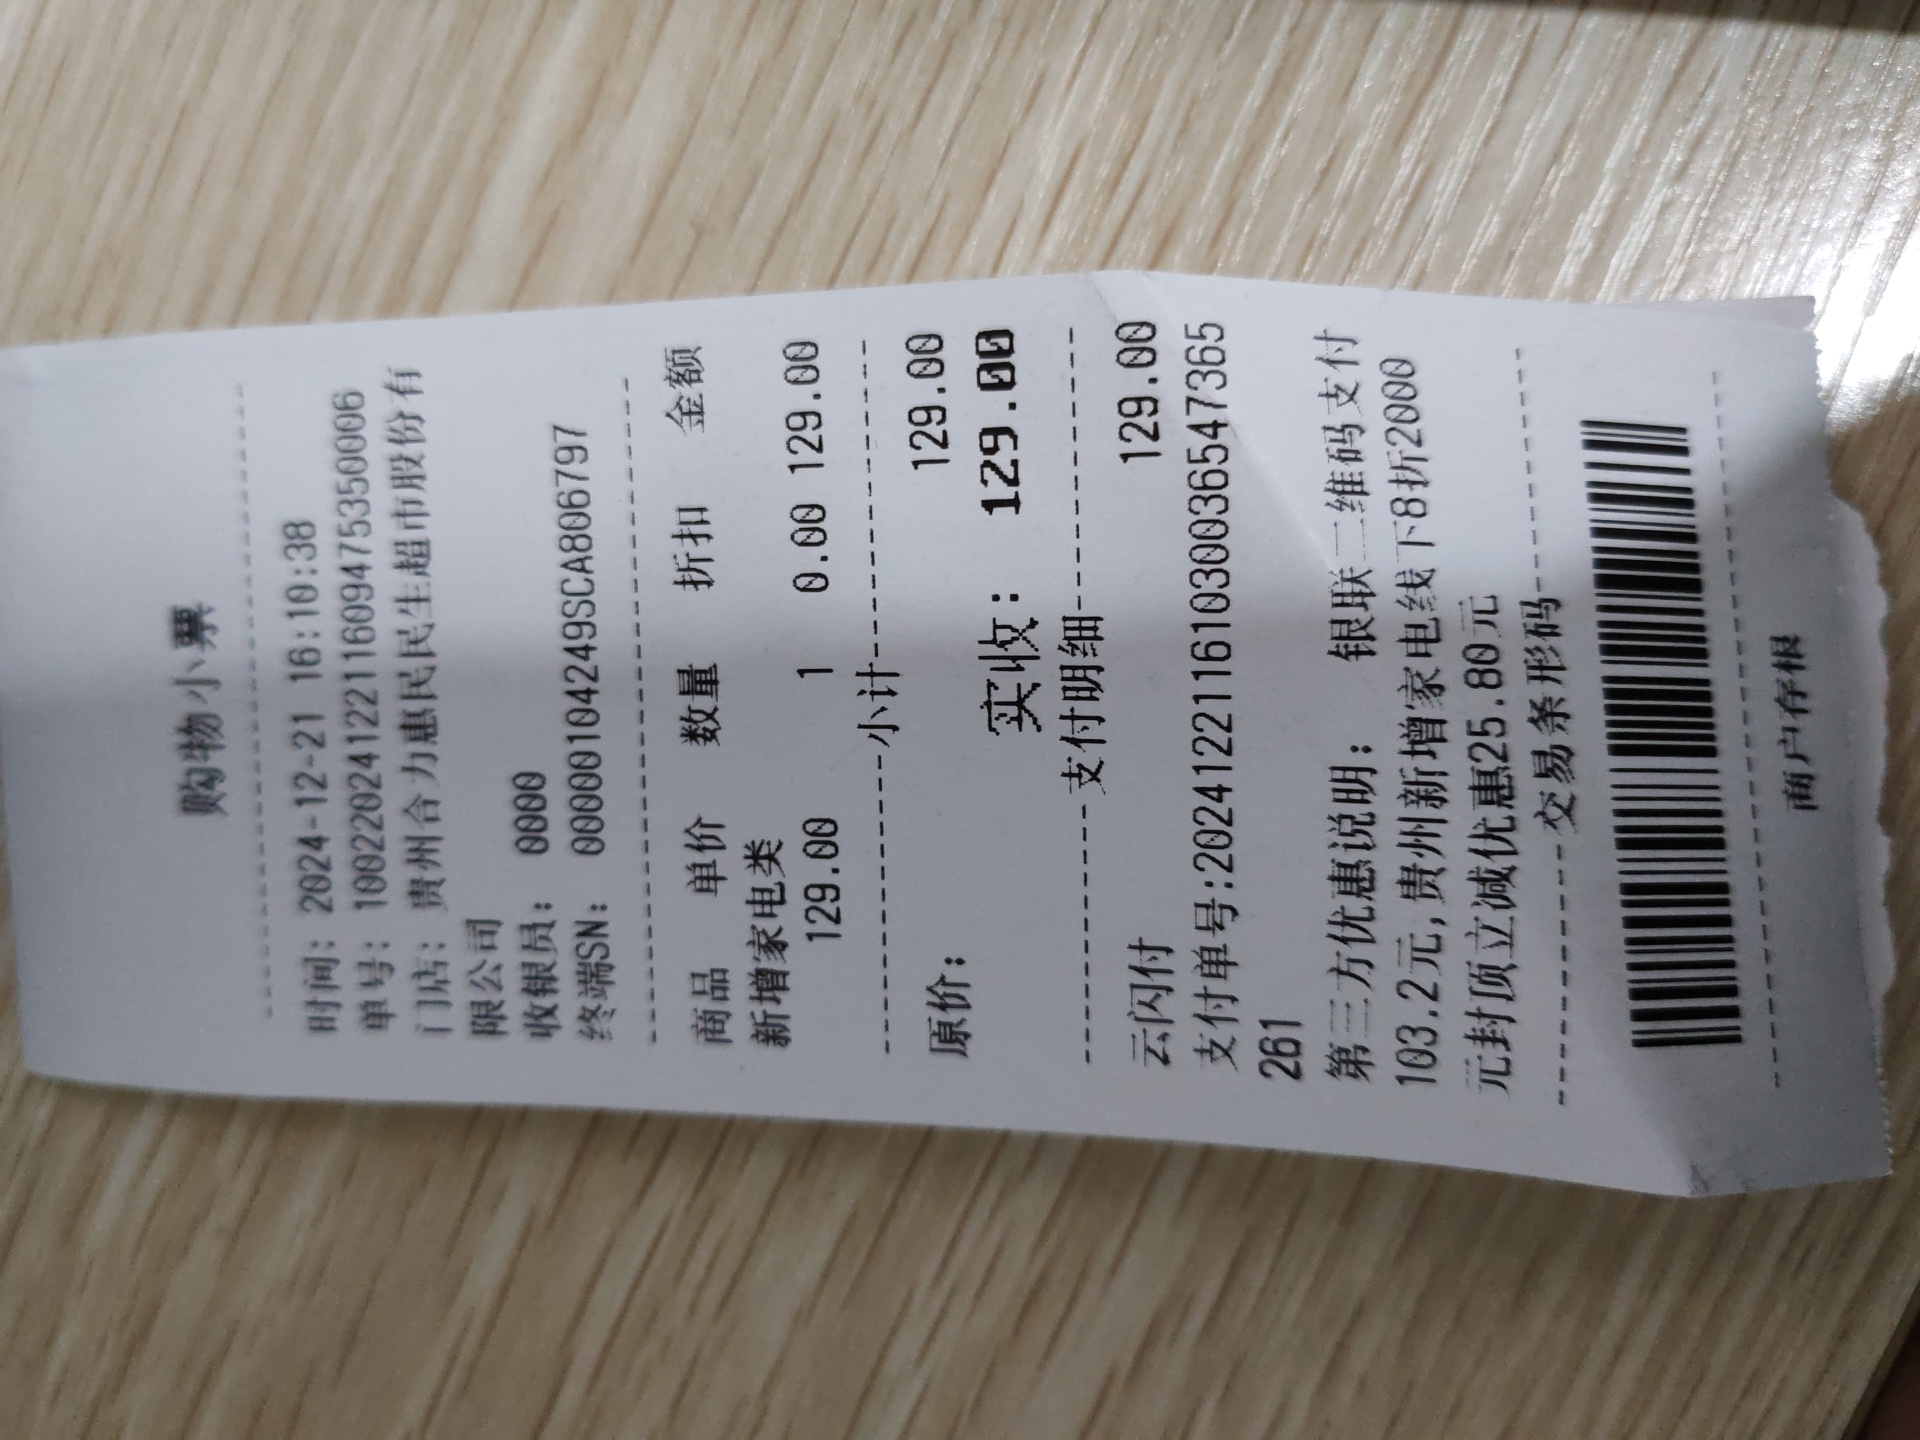 购物小票
时间: 2024-12-21 16:10:38
单号: 1002202412211609475350006
门店: 贵州合力惠民民生超市股份有
限公司
收银员: 0000
终端SN: 00000104249SCA806797
商品 单价 数量 折扣 金额
新增家电类
129.00 1 0.00 129.00
小计
原价: 129.00
实收: 129.00
支付明细
云闪付 129.00
支付单号:2024122116103003654736​5
261
第三方优惠说明: 银联二维码支付
103.2元,贵州新增家电线下8折2000
元封顶立减优惠25.80元
交易条形码
商户存根